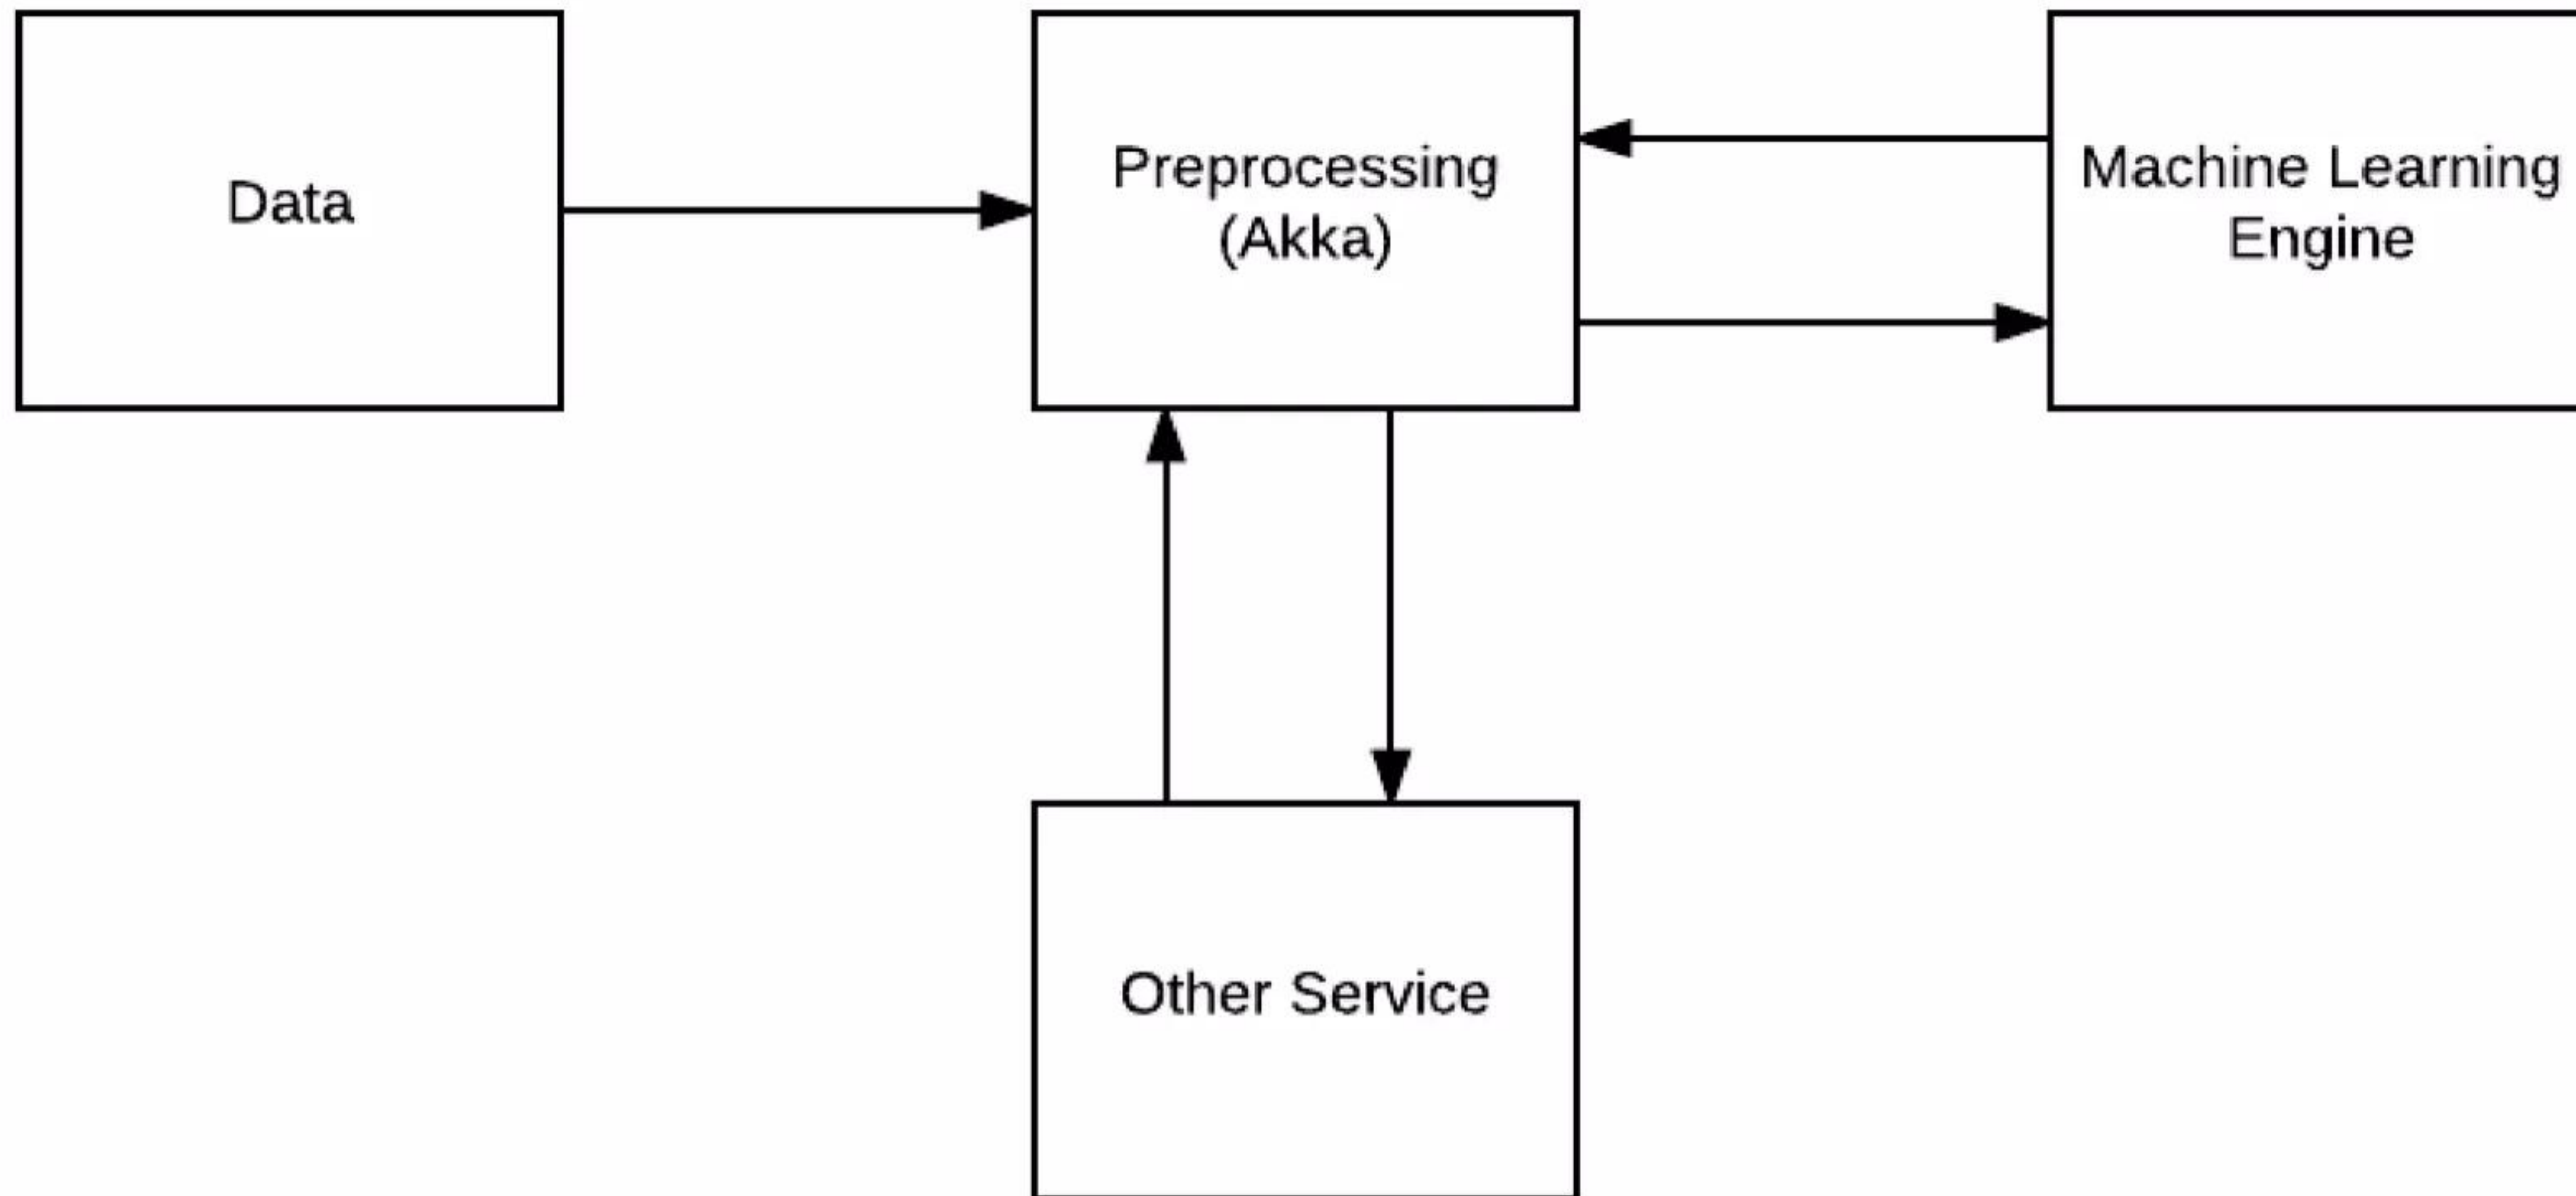 Data
Preprocessing
(Akka)
Machine Learning
Engine
Other Service